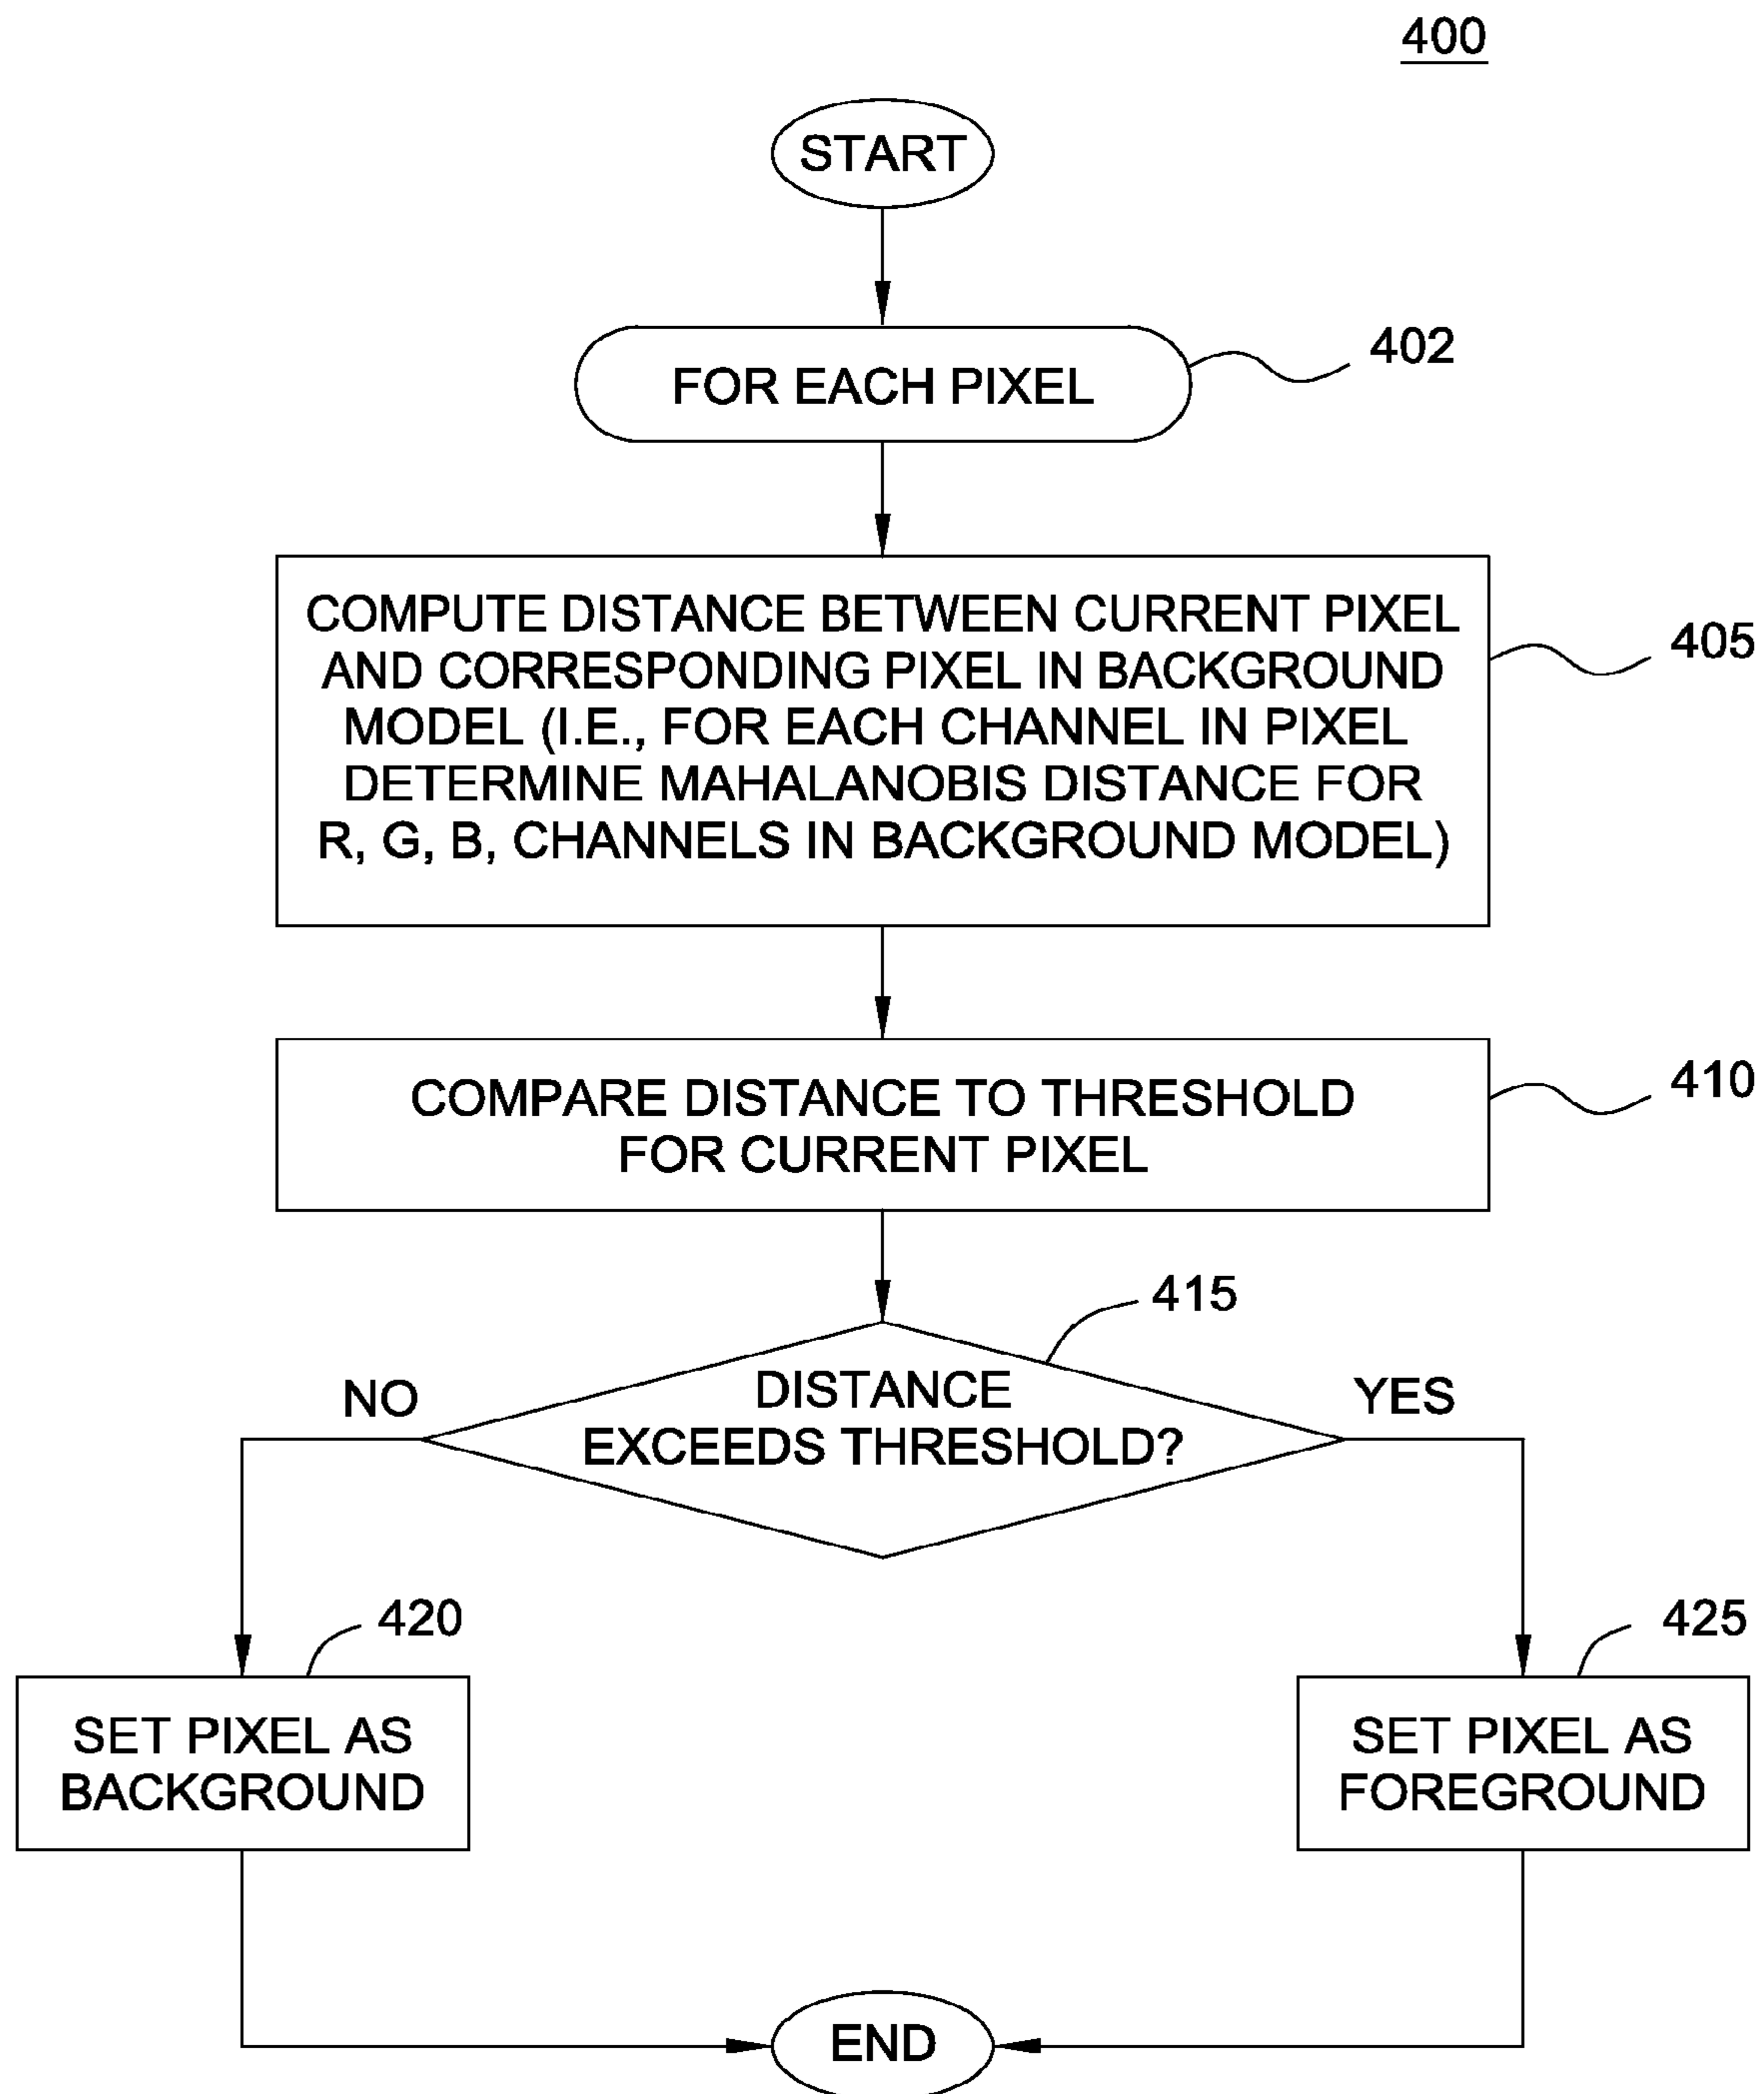 400
START
FOR EACH PIXEL
402
COMPUTE DISTANCE BETWEEN CURRENT PIXEL
AND CORRESPONDING PIXEL IN BACKGROUND
MODEL (I.E., FOR EACH CHANNEL IN PIXEL
DETERMINE MAHALANOBIS DISTANCE FOR
R, G, B, CHANNELS IN BACKGROUND MODEL)
405
COMPARE DISTANCE TO THRESHOLD
FOR CURRENT PIXEL
410
415
DISTANCE
EXCEEDS THRESHOLD?
NO
YES
420
SET PIXEL AS
BACKGROUND
425
SET PIXEL AS
FOREGROUND
END